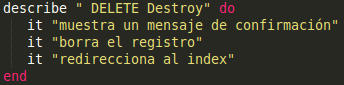 describe " DELETE Destroy" do
it "muestra un mensaje de confirmación"
it "borra el registro"
it "redirecciona al index"
end